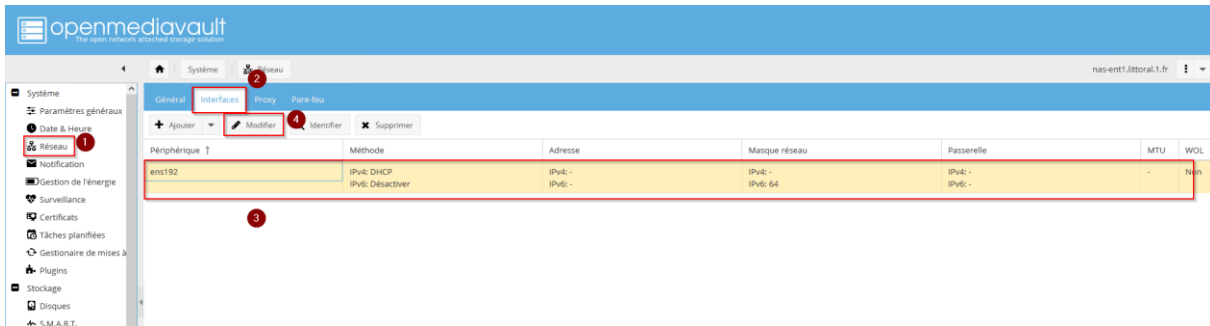 openmediavault
The open network attached storage solution
Système Réseau
nas-ent1.littoral.1.fr
2
Système
Paramètres généraux
Date & Heure
Réseau
1
Notification
Gestion de l'énergie
Surveillance
Certificats
Tâches planifiées
Gestionaire de mises à
Plugins
Stockage
Disques
S.M.A.R.T.
Général Interfaces Proxy Pare-feu
Ajouter Modifier Identifier Supprimer
4
Périphérique Méthode Adresse Masque réseau Passerelle MTU WOL
ens192 IPv4: DHCP IPv4: - IPv4: - IPv4: - - Non
IPv6: Désactiver IPv6: - IPv6: 64 IPv6: -
3